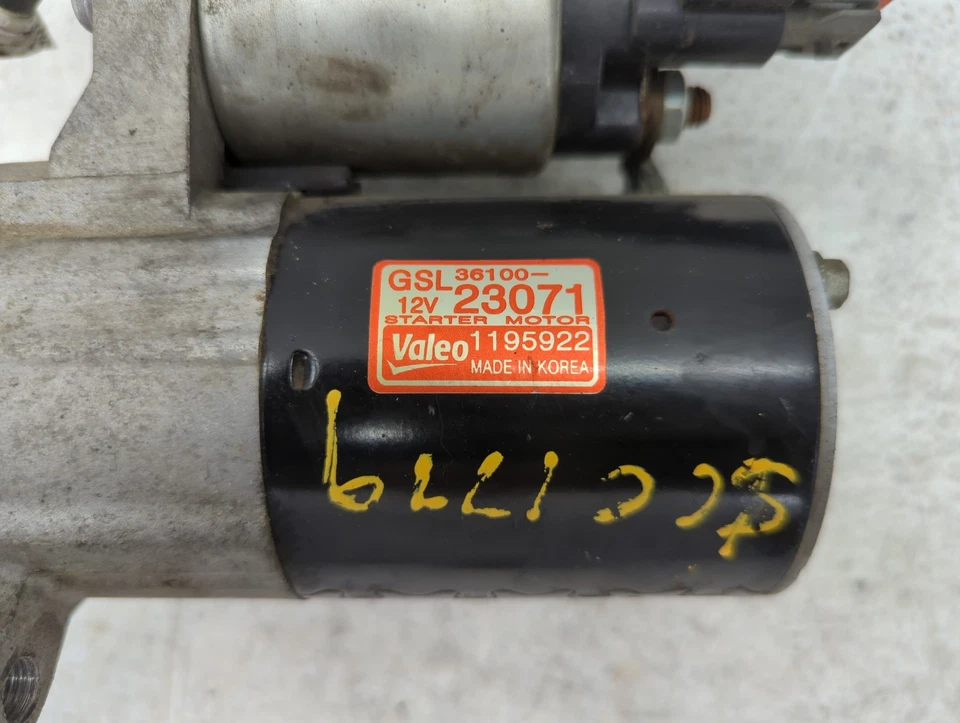 GSL 36100-
12V 23071
STARTER MOTOR
Valeo 1195922
MADE IN KOREA